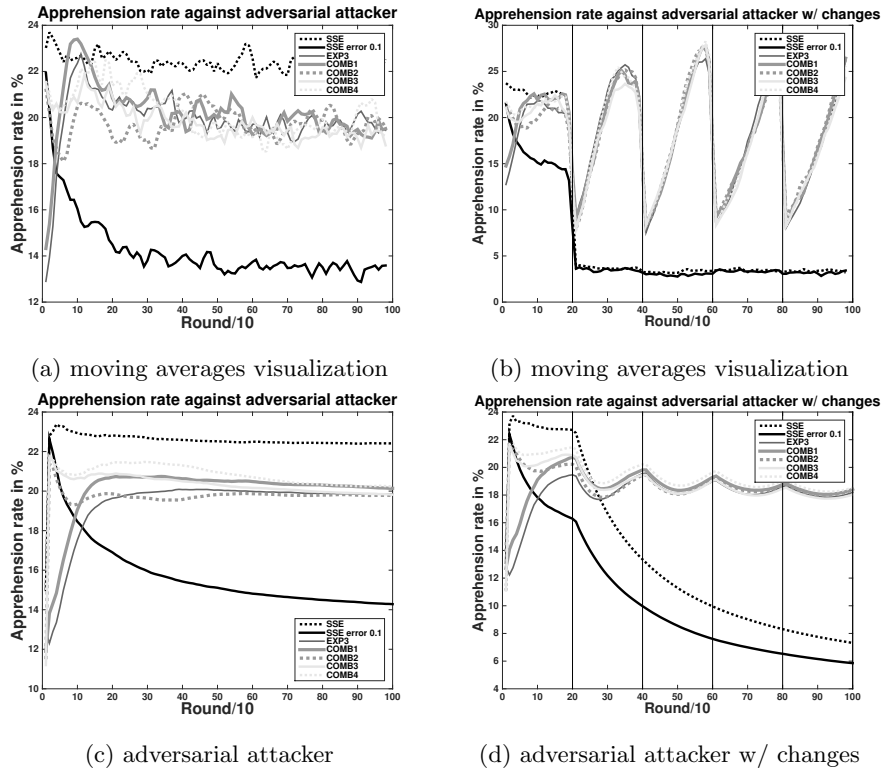 Apprehension rate against adversarial attacker
Apprehension rate in %
24
22
20
18
16
14
12
0 10 20 30 40 50 60 70 80 90 100
Round/10
SSE
SSE error 0.1
EXP3
COMB1
COMB2
COMB3
COMB4
(a) moving averages visualization
Apprehension rate against adversarial attacker w/ changes
Apprehension rate in %
30
25
20
15
10
5
0
0 10 20 30 40 50 60 70 80 90 100
Round/10
SSE
SSE error 0.1
EXP3
COMB1
COMB2
COMB3
COMB4
(b) moving averages visualization
Apprehension rate against adversarial attacker
Apprehension rate in %
24
22
20
18
16
14
12
10
0 10 20 30 40 50 60 70 80 90 100
Round/10
SSE
SSE error 0.1
EXP3
COMB1
COMB2
COMB3
COMB4
(c) adversarial attacker
Apprehension rate against adversarial attacker w/ changes
Apprehension rate in %
24
22
20
18
16
14
12
10
8
6
4
0 10 20 30 40 50 60 70 80 90 100
Round/10
SSE
SSE error 0.1
EXP3
COMB1
COMB2
COMB3
COMB4
(d) adversarial attacker w/ changes